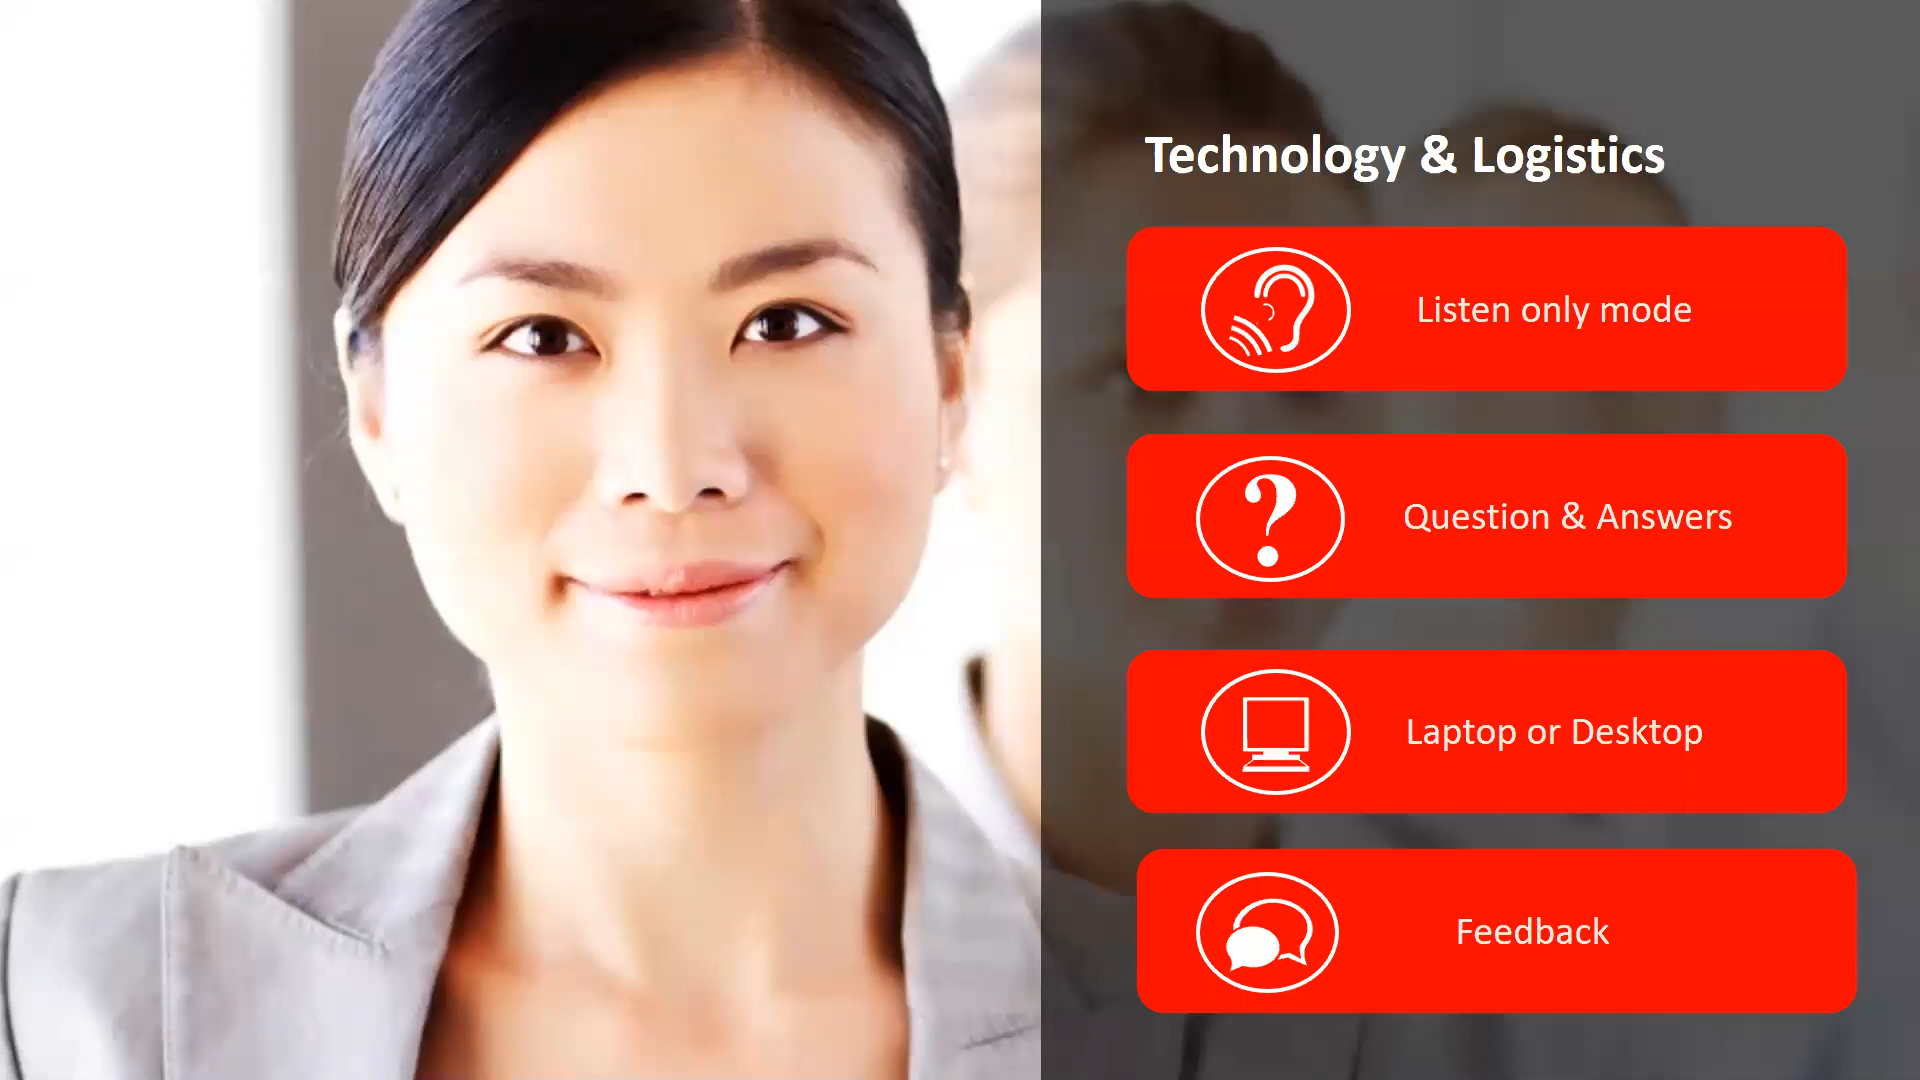 Technology & Logistics
Listen only mode
Question & Answers
Laptop or Desktop
Feedback